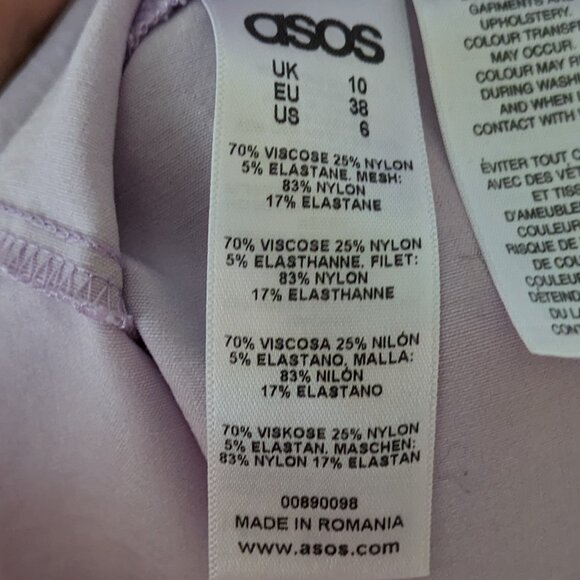 asos
UK 10
EU 38
US 6
70% VISCOSE 25% NYLON
5% ELASTANE. MESH:
83% NYLON
17% ELASTANE
70% VISCOSE 25% NYLON
5% ELASTHANNE. FILET:
83% NYLON
17% ELASTHANNE
70% VISCOSA 25% NILÓN
5% ELASTANO, MALLA:
83% NILÓN
17% ELASTANO
70% VISKOSE 25% NYLON
5% ELASTAN. MASCHEN:
83% NYLON 17% ELASTAN
00890098
MADE IN ROMANIA
www.asos.com
GARMENTS AND
UPHOLSTERY.
COLOUR TRANSF
MAY OCCUR.
COLOUR MAY
DURING WASH
AND WHEN
CONTACT WITH
ÉVITER TOUT
AVEC DES VÊT
ET TISS
D'AMEUBLE
COULEUR
RISQUE DE
DE COU
COULEU
DÉTEIND
DU LA
CONT